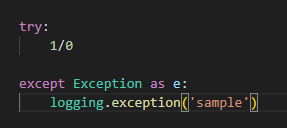 try:
    1/0
except Exception as e:
    logging.exception('sample')